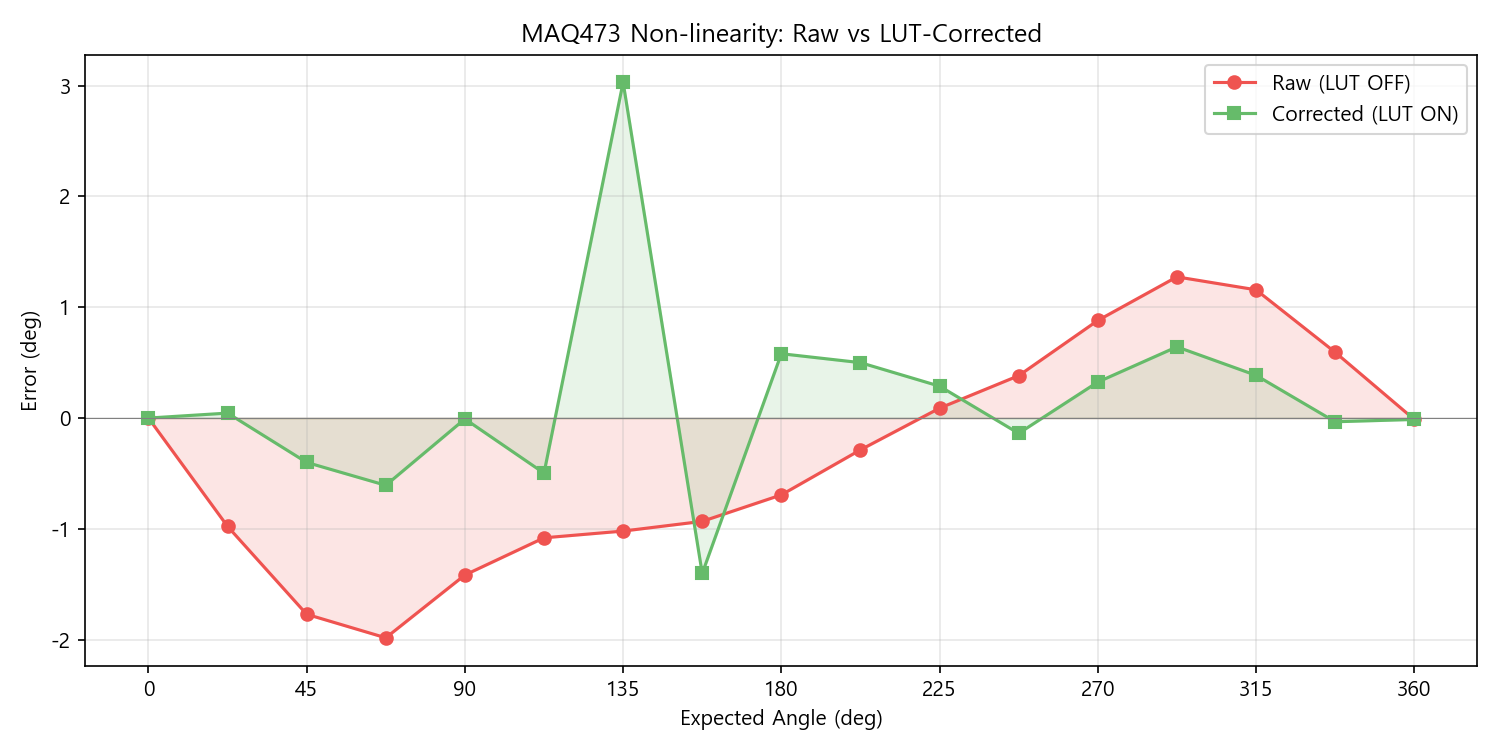 MAQ473 Non-linearity: Raw vs LUT-Corrected
Raw (LUT OFF)
Corrected (LUT ON)
Error (deg)
3
2
1
0
-1
-2
0 45 90 135 180 225 270 315 360
Expected Angle (deg)